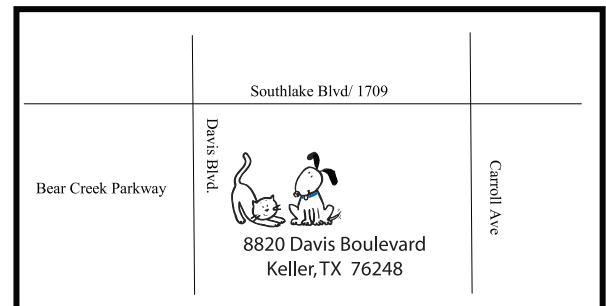 Southlake Blvd/ 1709
Davis Blvd.
Bear Creek Parkway
Carroll Ave
8820 Davis Boulevard
Keller, TX 76248